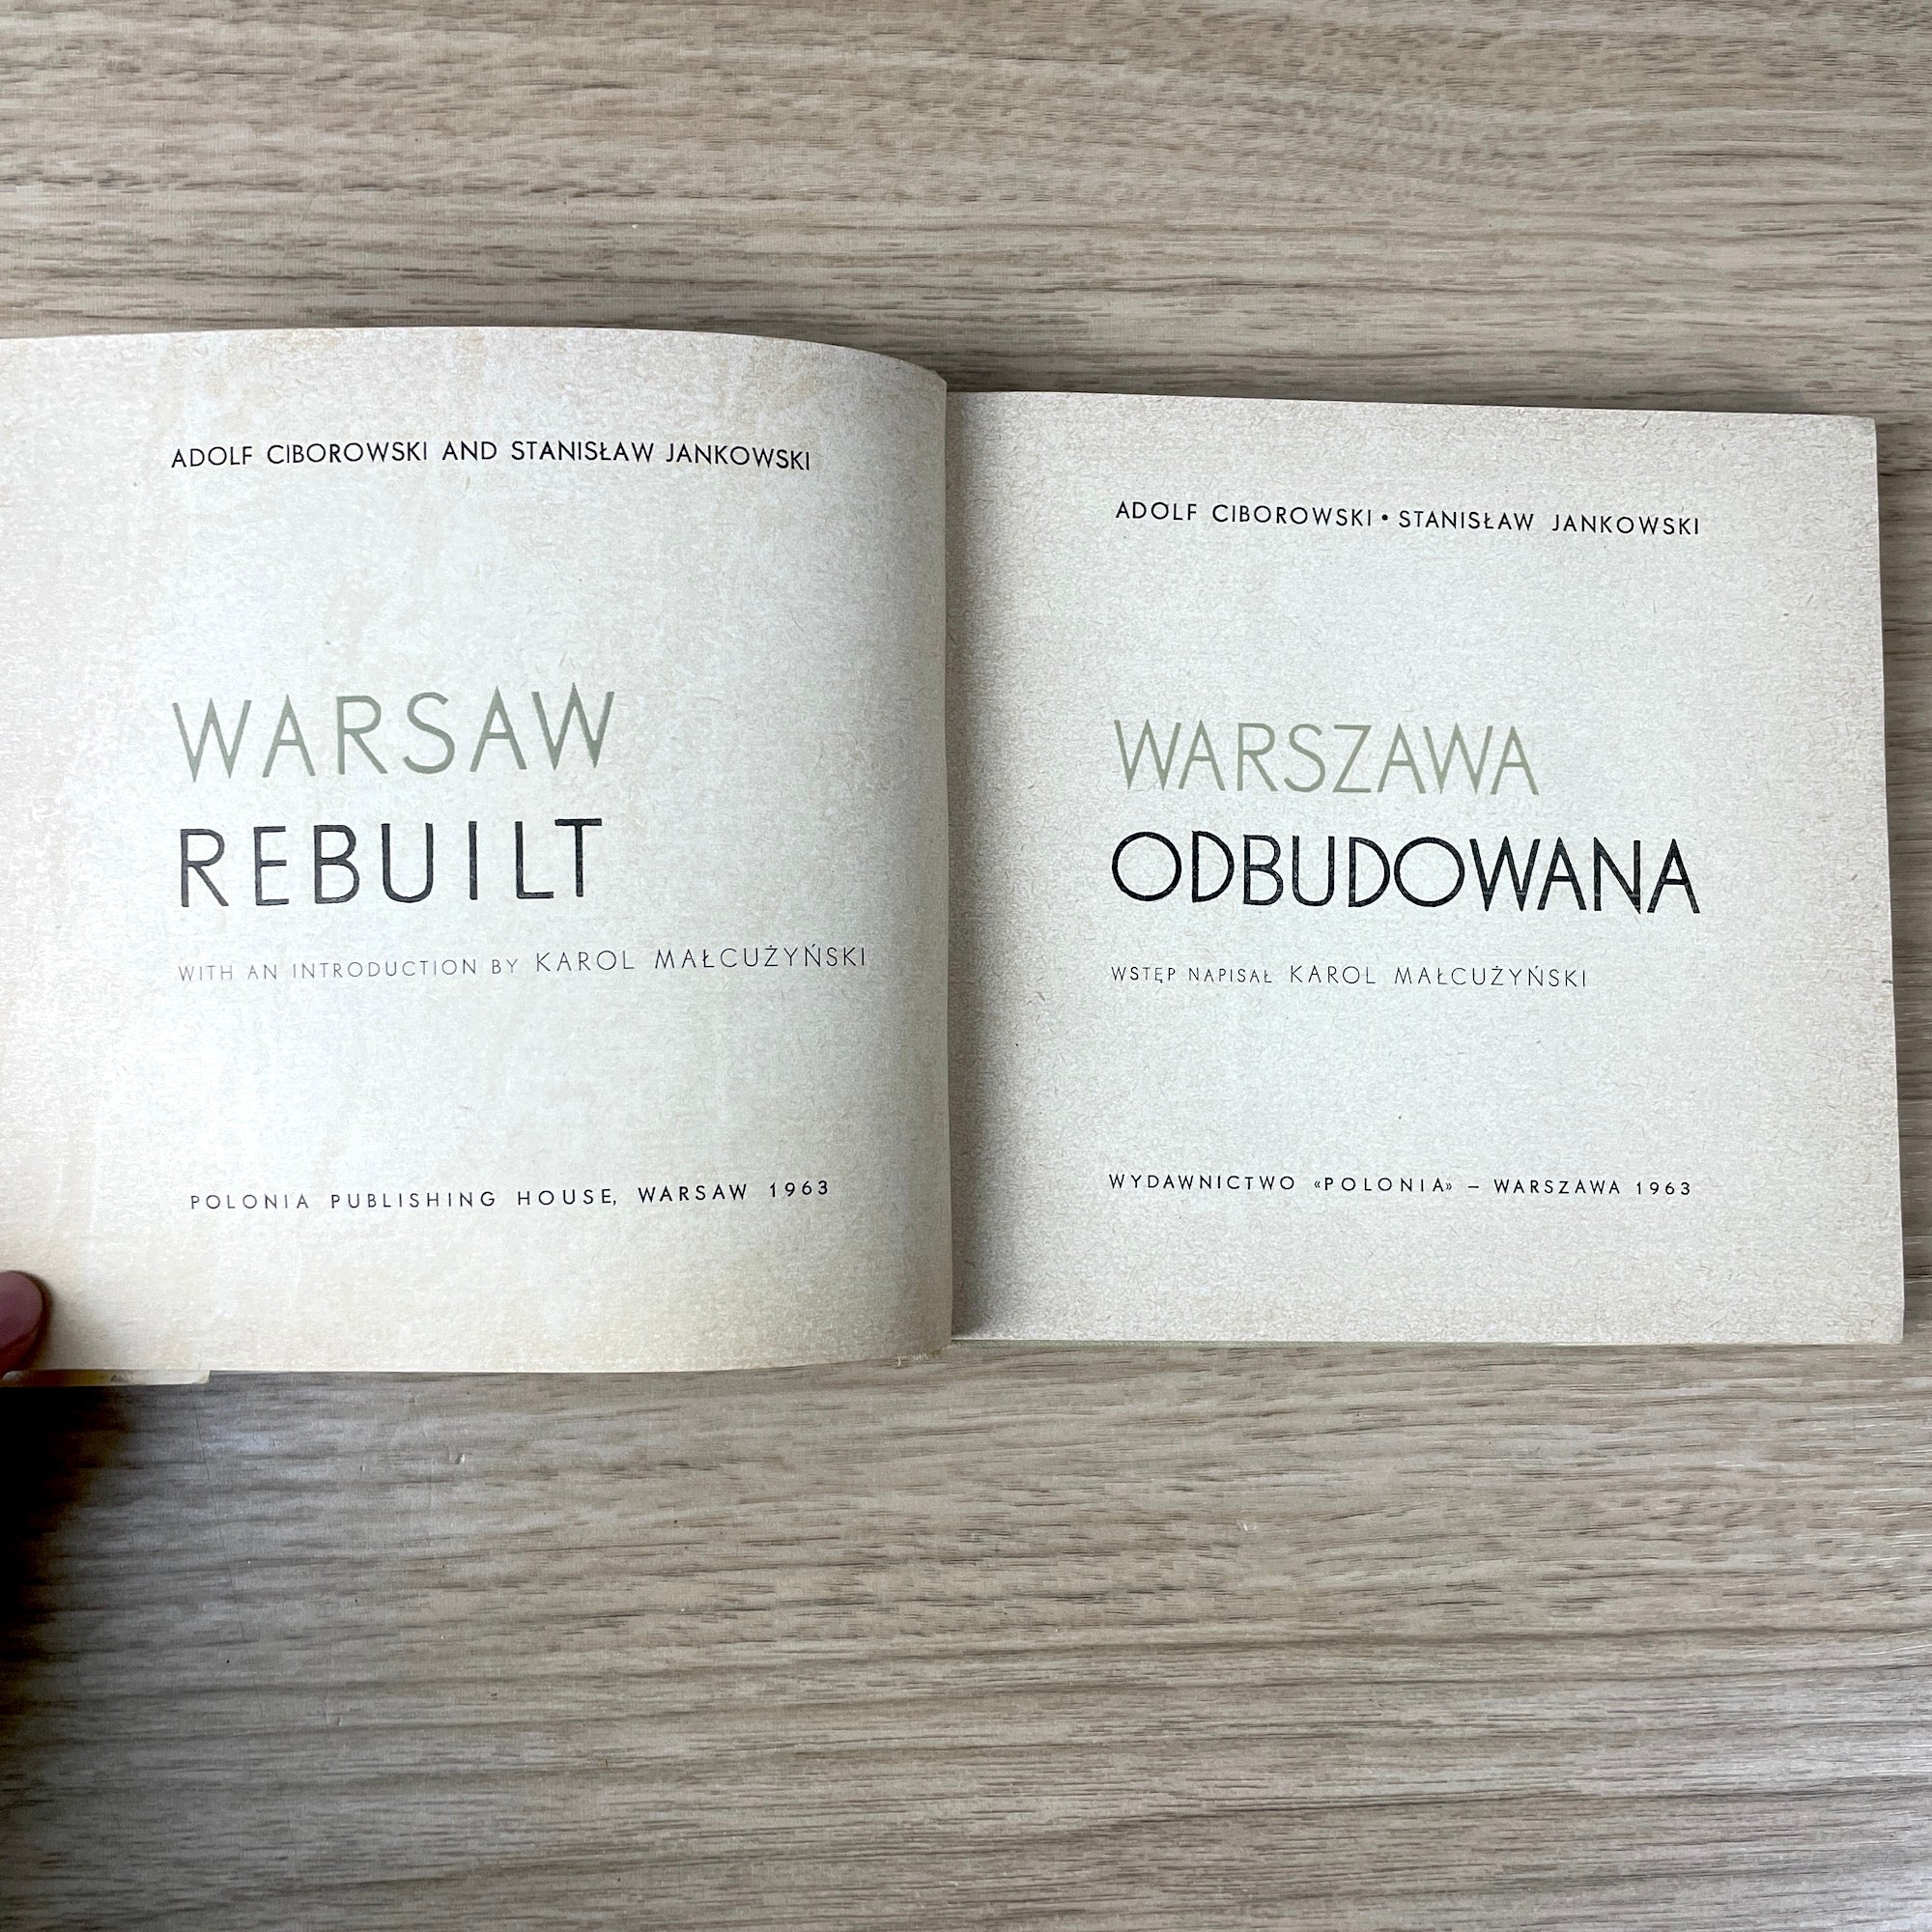 ADOLF CIBOROWSKI AND STANISŁAW JANKOWSKI
WARSAW
REBUILT
WITH AN INTRODUCTION BY KAROL MAŁCUŻYŃSKI
POLONIA PUBLISHING HOUSE, WARSAW 1963
ADOLF CIBOROWSKI • STANISŁAW JANKOWSKI
WARSZAWA
ODBUDOWANA
WSTĘP NAPISAŁ KAROL MAŁCUŻYŃSKI
WYDAWNICTWO «POLONIA» – WARSZAWA 1963